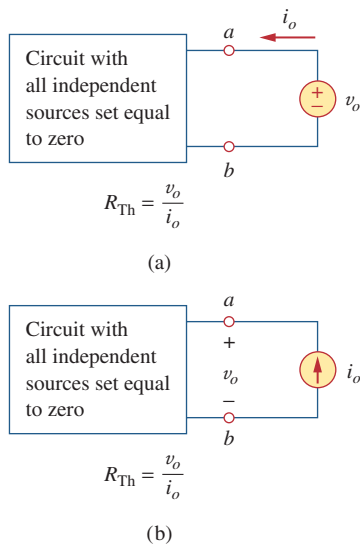 a
i_o
Circuit with
all independent
sources set equal
to zero
+
−
v_o
b
R_Th = v_o / i_o
(a)
a
Circuit with
all independent
sources set equal
to zero
+
v_o
−
i_o
b
R_Th = v_o / i_o
(b)